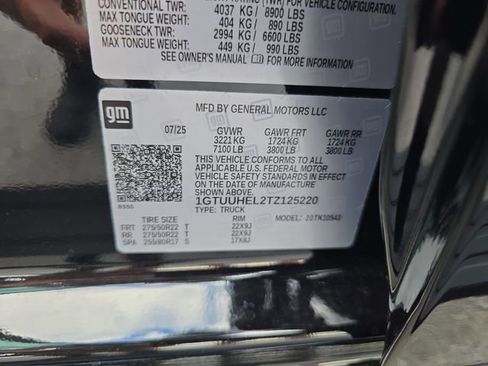 CONVENTIONAL TWR: 4037 KG / 8900 LBS
MAX TONGUE WEIGHT: 404 KG / 890 LBS
GOOSENECK TWR: 2994 KG / 6600 LBS
MAX TONGUE WEIGHT: 449 KG / 990 LBS
SEE OWNER'S MANUAL FOR MORE INFORMATION
gm
MFD BY GENERAL MOTORS LLC
07/25 GVWR GAWR FRT GAWR RR
3221 KG 1724 KG 1724 KG
7100 LB 3800 LB 3800 LB
THIS VEHICLE CONFORMS TO ALL
APPLICABLE U.S. FEDERAL MOTOR
VEHICLE SAFETY
STANDARDS IN EFFECT ON THE DATE OF
MANUFACTURE SHOWN ABOVE.
1GTUUHEL2TZ125220
TYPE: TRUCK
TIRE SIZE RIM MODEL:
FRT 275/50R22 T 22X9J
RR 275/50R22 T 22X9J
SPA 255/80R17 S 17X8J